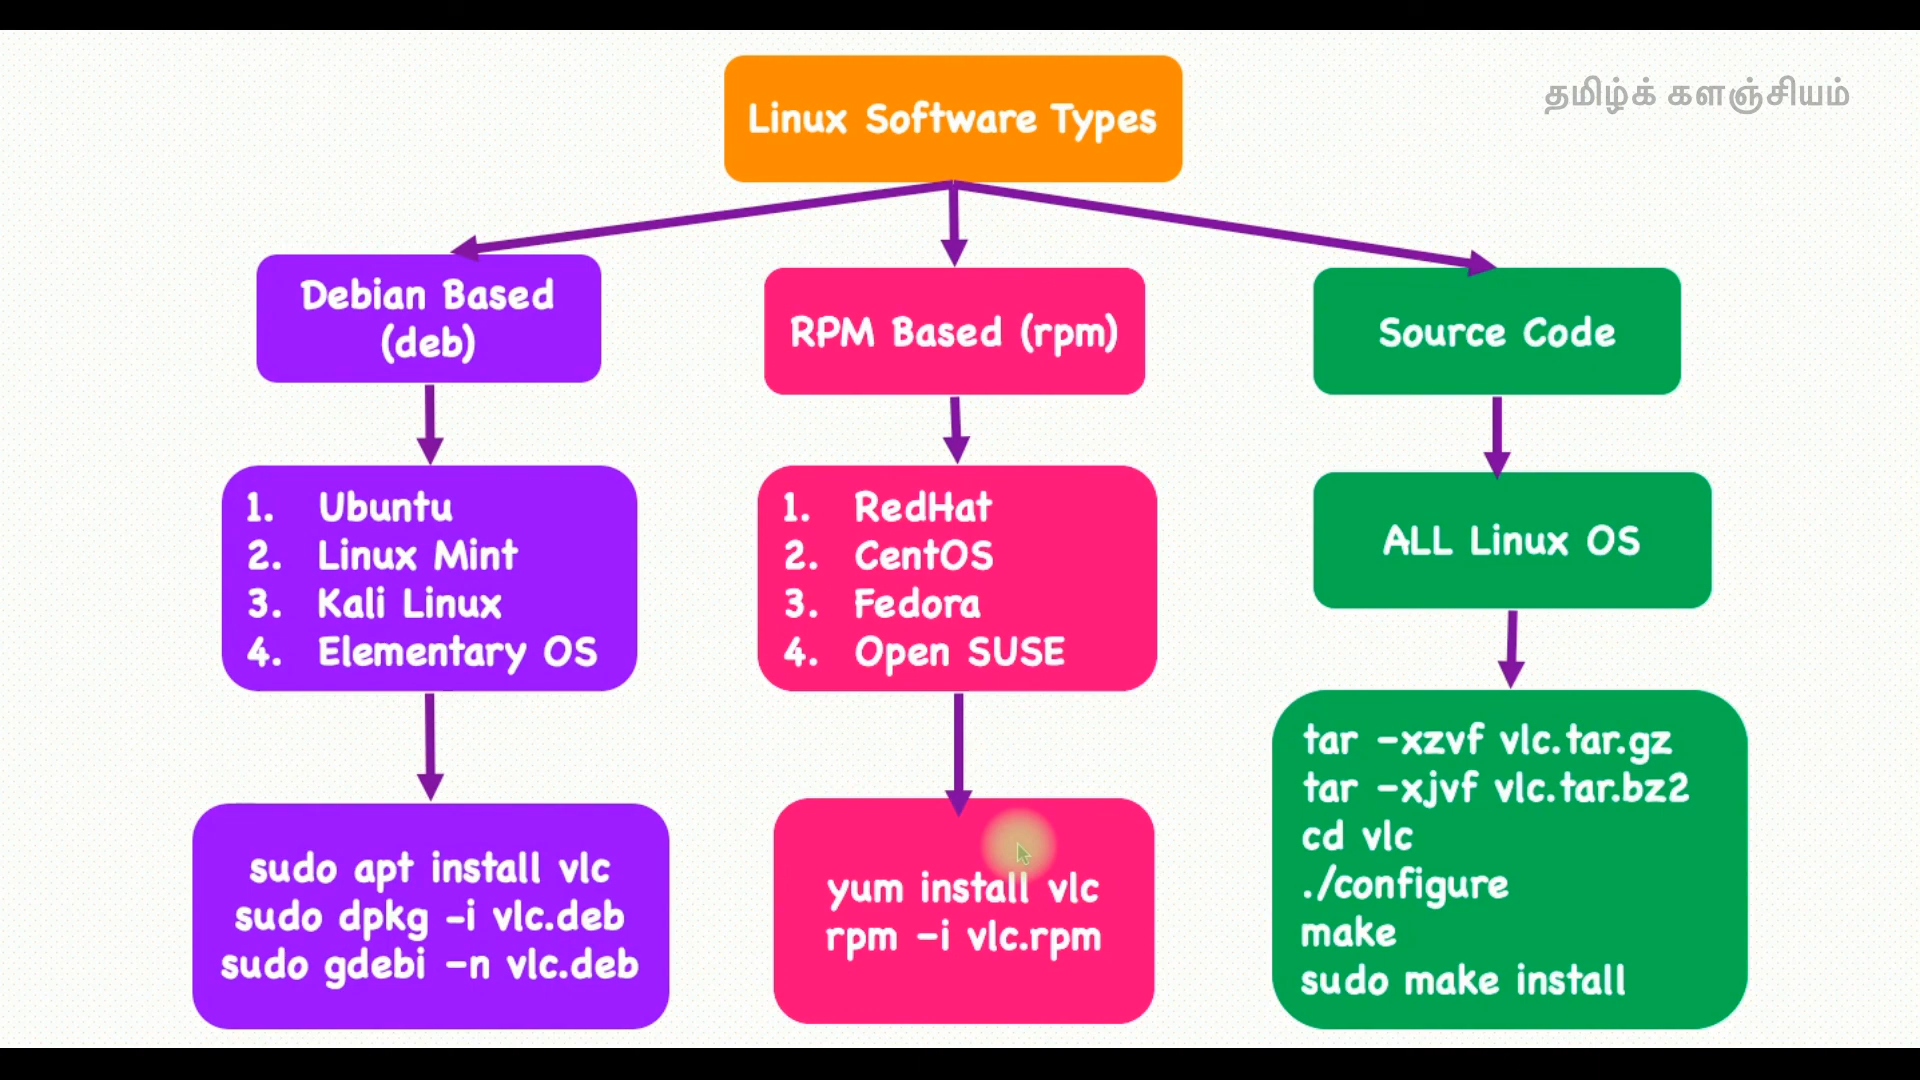 Linux Software Types
தமிழ்க் களஞ்சியம்
Debian Based
(deb)
RPM Based (rpm)
Source Code
1. Ubuntu
2. Linux Mint
3. Kali Linux
4. Elementary OS
1. RedHat
2. CentOS
3. Fedora
4. Open SUSE
ALL Linux OS
sudo apt install vlc
sudo dpkg -i vlc.deb
sudo gdebi -n vlc.deb
yum install vlc
rpm -i vlc.rpm
tar -xzvf vlc.tar.gz
tar -xjvf vlc.tar.bz2
cd vlc
./configure
make
sudo make install